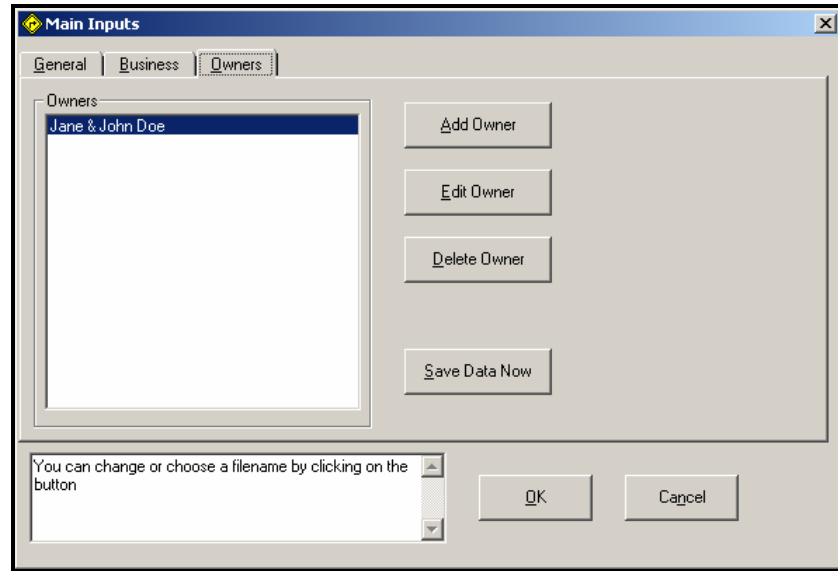 Main Inputs
General
Business
Owners
Owners
Jane & John Doe
Add Owner
Edit Owner
Delete Owner
Save Data Now
You can change or choose a filename by clicking on the
button
OK
Cancel